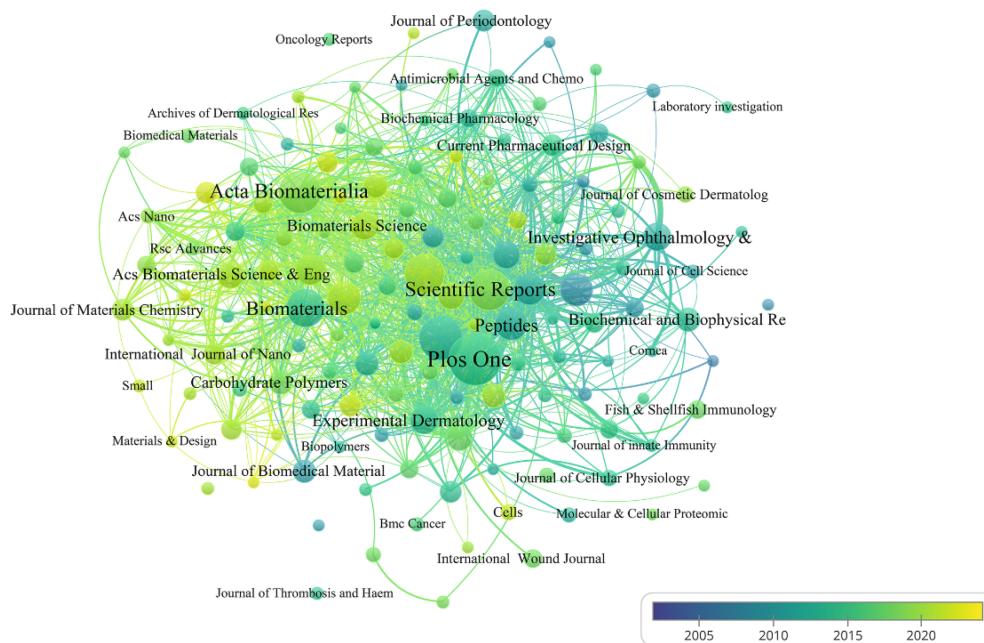 Journal of Periodontology
Oncology Reports
Antimicrobial Agents and Chemo
Laboratory investigation
Archives of Dermatological Res
Biochemical Pharmacology
Biomedical Materials
Current Pharmaceutical Design
Acta Biomaterialia
Journal of Cosmetic Dermatolog
Acs Nano
Biomaterials Science
Investigative Ophthalmology &
Rsc Advances
Acs Biomaterials Science & Eng
Journal of Cell Science
Scientific Reports
Journal of Materials Chemistry
Biomaterials
Biochemical and Biophysical Re
Peptides
International Journal of Nano
Plos One
Cornea
Small
Carbohydrate Polymers
Fish & Shellfish Immunology
Experimental Dermatology
Materials & Design
Biopolymers
Journal of innate Immunity
Journal of Biomedical Material
Journal of Cellular Physiology
Cells
Molecular & Cellular Proteomic
Bmc Cancer
International Wound Journal
Journal of Thrombosis and Haem
2005 2010 2015 2020